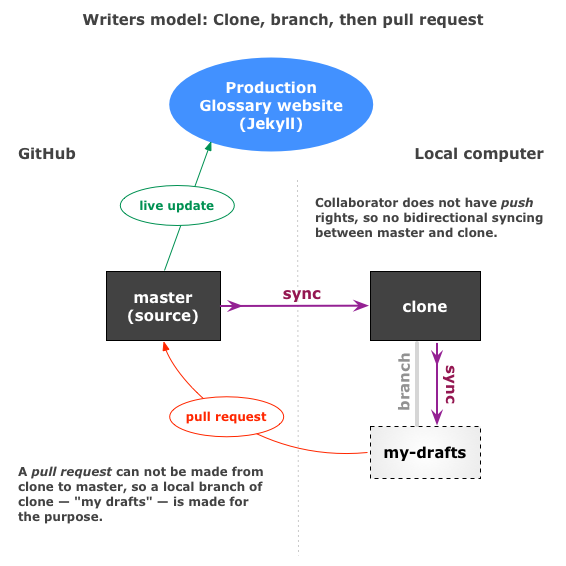 Writers model: Clone, branch, then pull request
Production
Glossary website
(Jekyll)
GitHub
Local computer
live update
Collaborator does not have push
rights, so no bidirectional syncing
between master and clone.
master
(source)
sync
clone
branch
sync
pull request
my-drafts
A pull request can not be made from
clone to master, so a local branch of
clone — "my drafts" — is made for
the purpose.